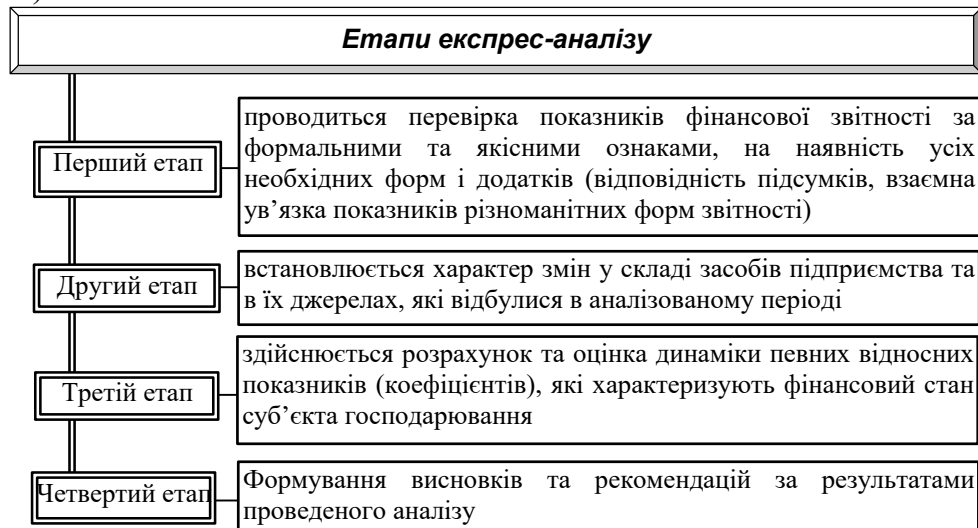 Етапи експрес-аналізу
Перший етап
проводиться перевірка показників фінансової звітності за
формальними та якісними ознаками, на наявність усіх
необхідних форм і додатків (відповідність підсумків, взаємна
ув’язка показників різноманітних форм звітності)
Другий етап
встановлюється характер змін у складі засобів підприємства та
в їх джерелах, які відбулися в аналізованому періоді
Третій етап
здійснюється розрахунок та оцінка динаміки певних відносних
показників (коефіцієнтів), які характеризують фінансовий стан
суб’єкта господарювання
Четвертий етап
Формування висновків та рекомендацій за результатами
проведеного аналізу